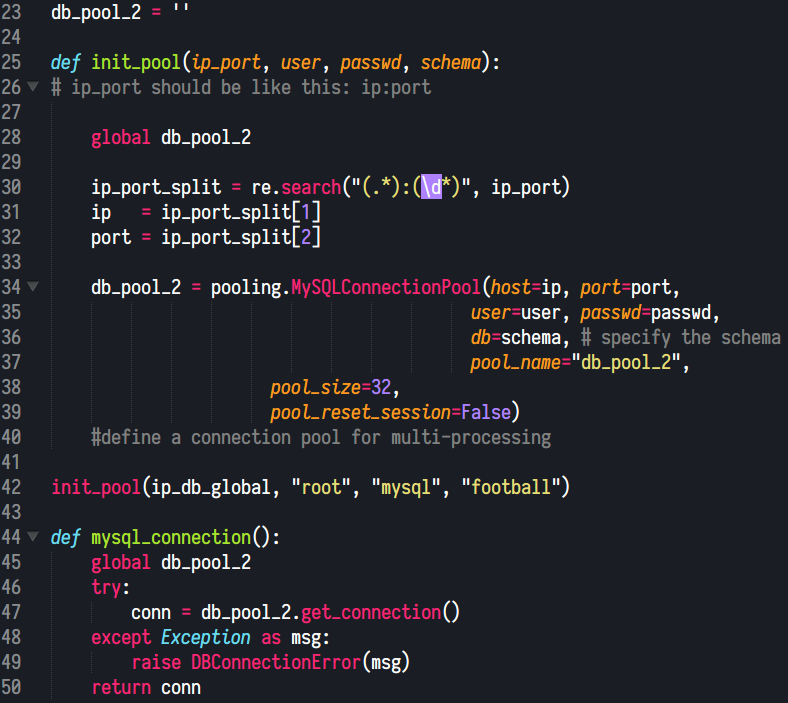 23 db_pool_2 = ''
24
25 def init_pool(ip_port, user, passwd, schema):
26 # ip_port should be like this: ip:port
27
28     global db_pool_2
29
30     ip_port_split = re.search("(.*):(\d*)", ip_port)
31     ip   = ip_port_split[1]
32     port = ip_port_split[2]
33
34     db_pool_2 = pooling.MySQLConnectionPool(host=ip, port=port,
35                                           user=user, passwd=passwd,
36                                           db=schema, # specify the schema
37                                           pool_name="db_pool_2",
38                       pool_size=32,
39                       pool_reset_session=False)
40     #define a connection pool for multi-processing
41
42 init_pool(ip_db_global, "root", "mysql", "football")
43
44 def mysql_connection():
45     global db_pool_2
46     try:
47         conn = db_pool_2.get_connection()
48     except Exception as msg:
49         raise DBConnectionError(msg)
50     return conn